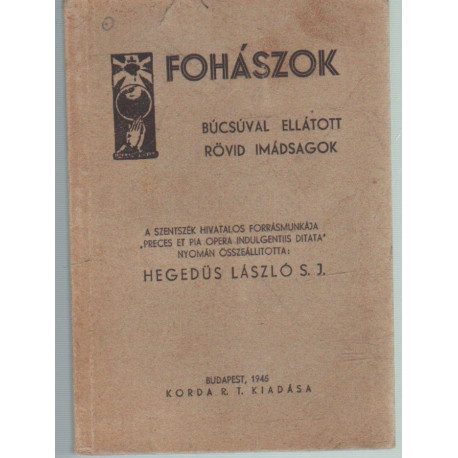 FOHÁSZOK
BÚCSÚVAL ELLÁTOTT
RÖVID IMÁDSAGOK
A SZENTSZÉK HIVATALOS FORRÁSMUNKÁJA
„PRECES ET PIA OPERA INDULGENTIIS DITATA"
NYOMÁN ÖSSZEÁLLITOTTA:
HEGEDÜS LÁSZLÓ S. J.
BUDAPEST, 1946
KORDA R. T. KIADÁSA